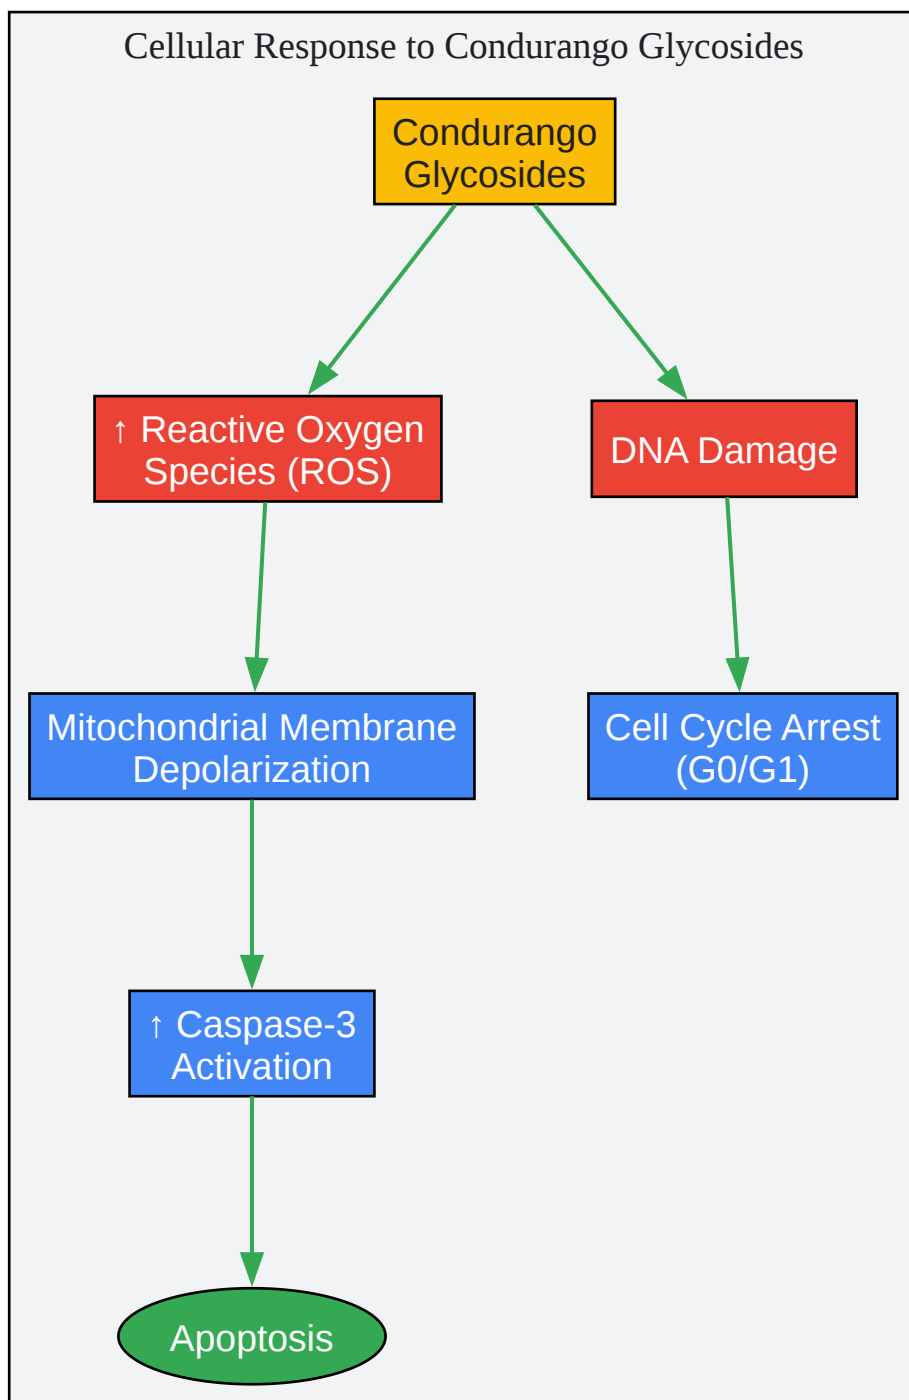 Cellular Response to Condurango Glycosides
Condurango
Glycosides
↑ Reactive Oxygen
Species (ROS)
DNA Damage
Mitochondrial Membrane
Depolarization
Cell Cycle Arrest
(G0/G1)
↑ Caspase-3
Activation
Apoptosis